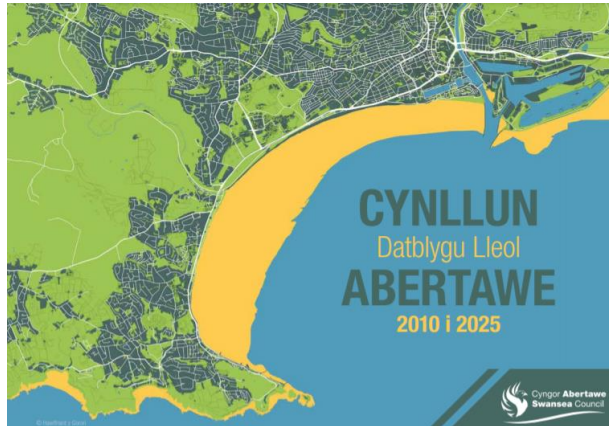 CYNLLUN
Datblygu Lleol
ABERTAWE
2010 i 2025
Cyngor Abertawe
Swansea Council